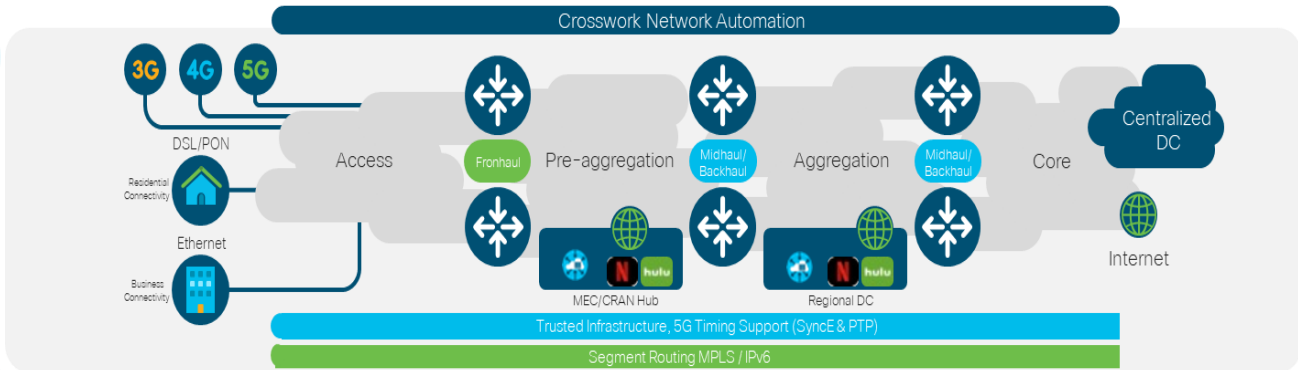 Crosswork Network Automation
3G
4G
5G
DSL/PON
Residential
Connectivity
Ethernet
Business
Connectivity
Access
Fronhaul
Pre-aggregation
Midhaul/
Backhaul
Aggregation
Midhaul/
Backhaul
Core
Centralized
DC
Internet
N
hulu
MEC/CRAN Hub
N
hulu
Regional DC
Trusted Infrastructure, 5G Timing Support (SyncE & PTP)
Segment Routing MPLS / IPv6